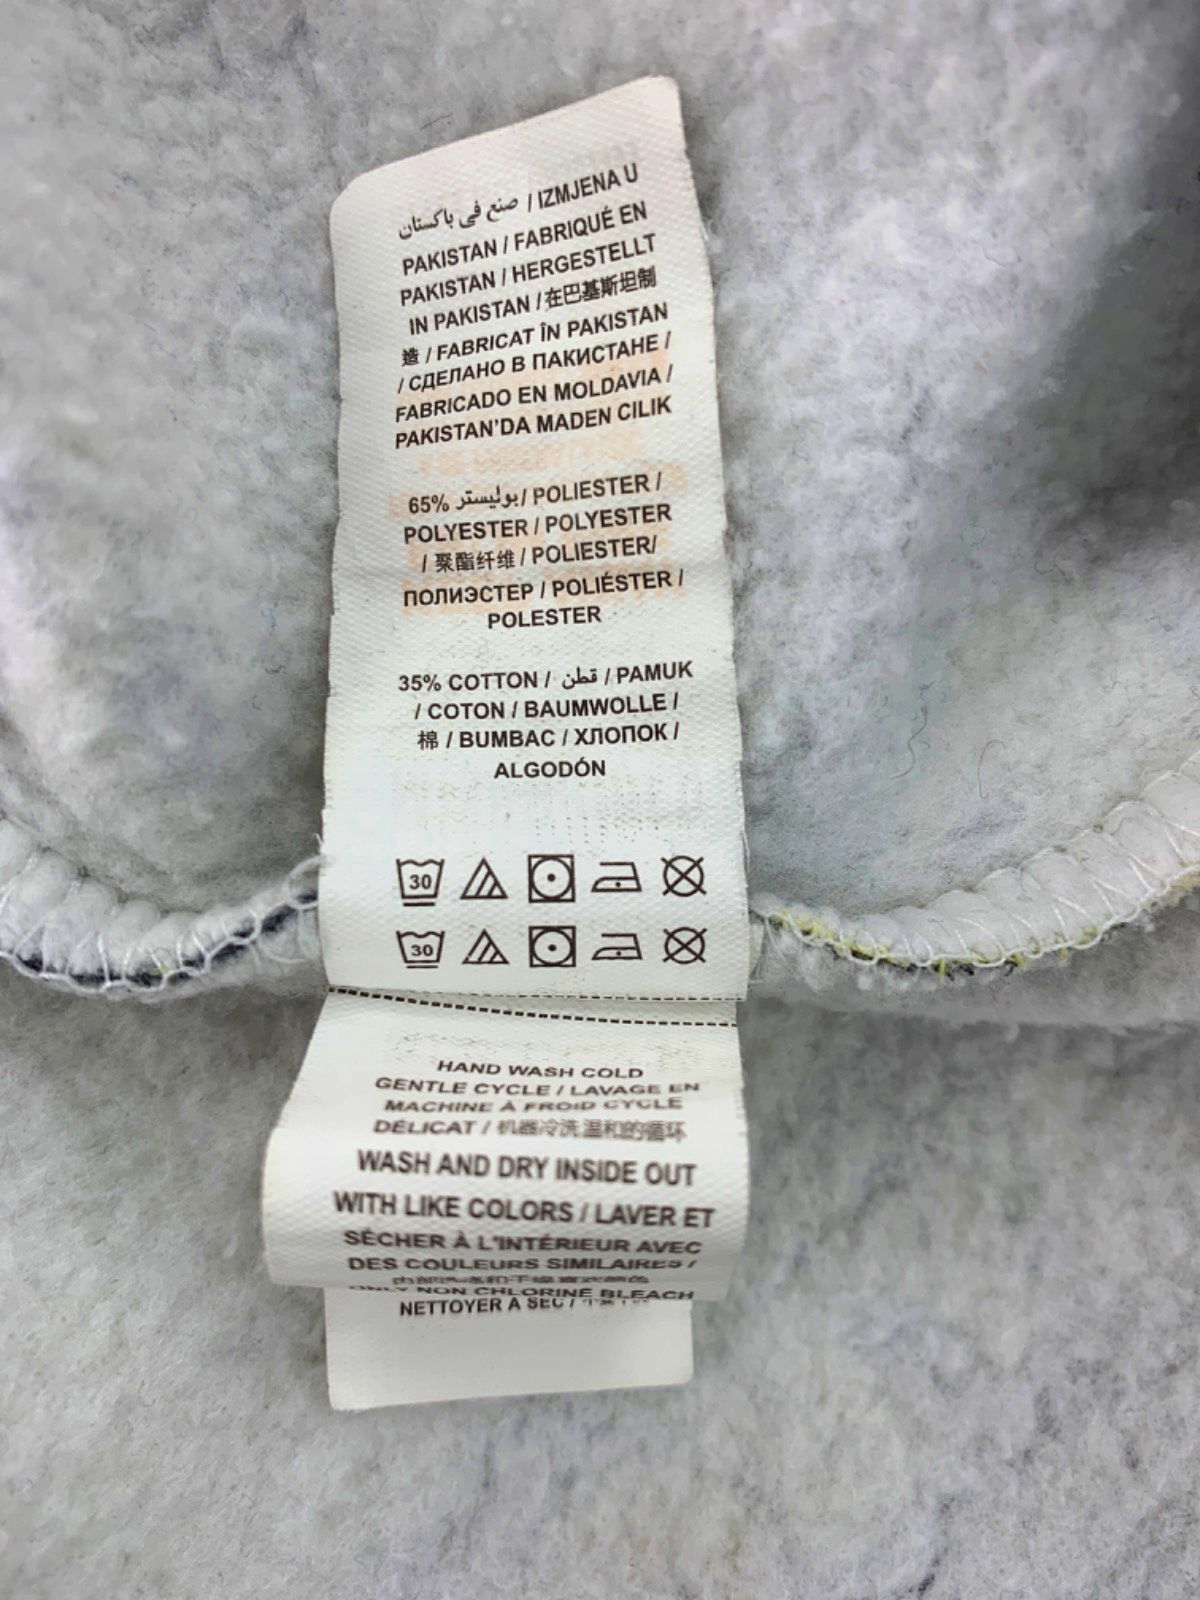 صنع في باكستان / IZMJENA U
PAKISTAN / FABRIQUÉ EN
PAKISTAN / HERGESTELLT
IN PAKISTAN / 在巴基斯坦制
造 / FABRICAT ÎN PAKISTAN
/ СДЕЛАНО В ПАКИСТАНЕ /
FABRICADO EN MOLDAVIA /
PAKISTAN'DA MADEN CILIK
65% بوليستر / POLIESTER /
POLYESTER / POLYESTER
/ 聚酯纤维 / POLIESTER/
ПОЛИЭСТЕР / POLIÉSTER /
POLESTER
35% COTTON / قطن / PAMUK
/ COTON / BAUMWOLLE /
棉 / BUMBAC / ХЛОПОК /
ALGODÓN
30
30
HAND WASH COLD
GENTLE CYCLE / LAVAGE EN
MACHINE À FROID CYCLE
DÉLICAT / 机器冷洗温和的循环
WASH AND DRY INSIDE OUT
WITH LIKE COLORS / LAVER ET
SÉCHER À L'INTÉRIEUR AVEC
DES COULEURS SIMILAIRES /
ONLY NON CHLORINE BLEACH
NETTOYER A SEC /